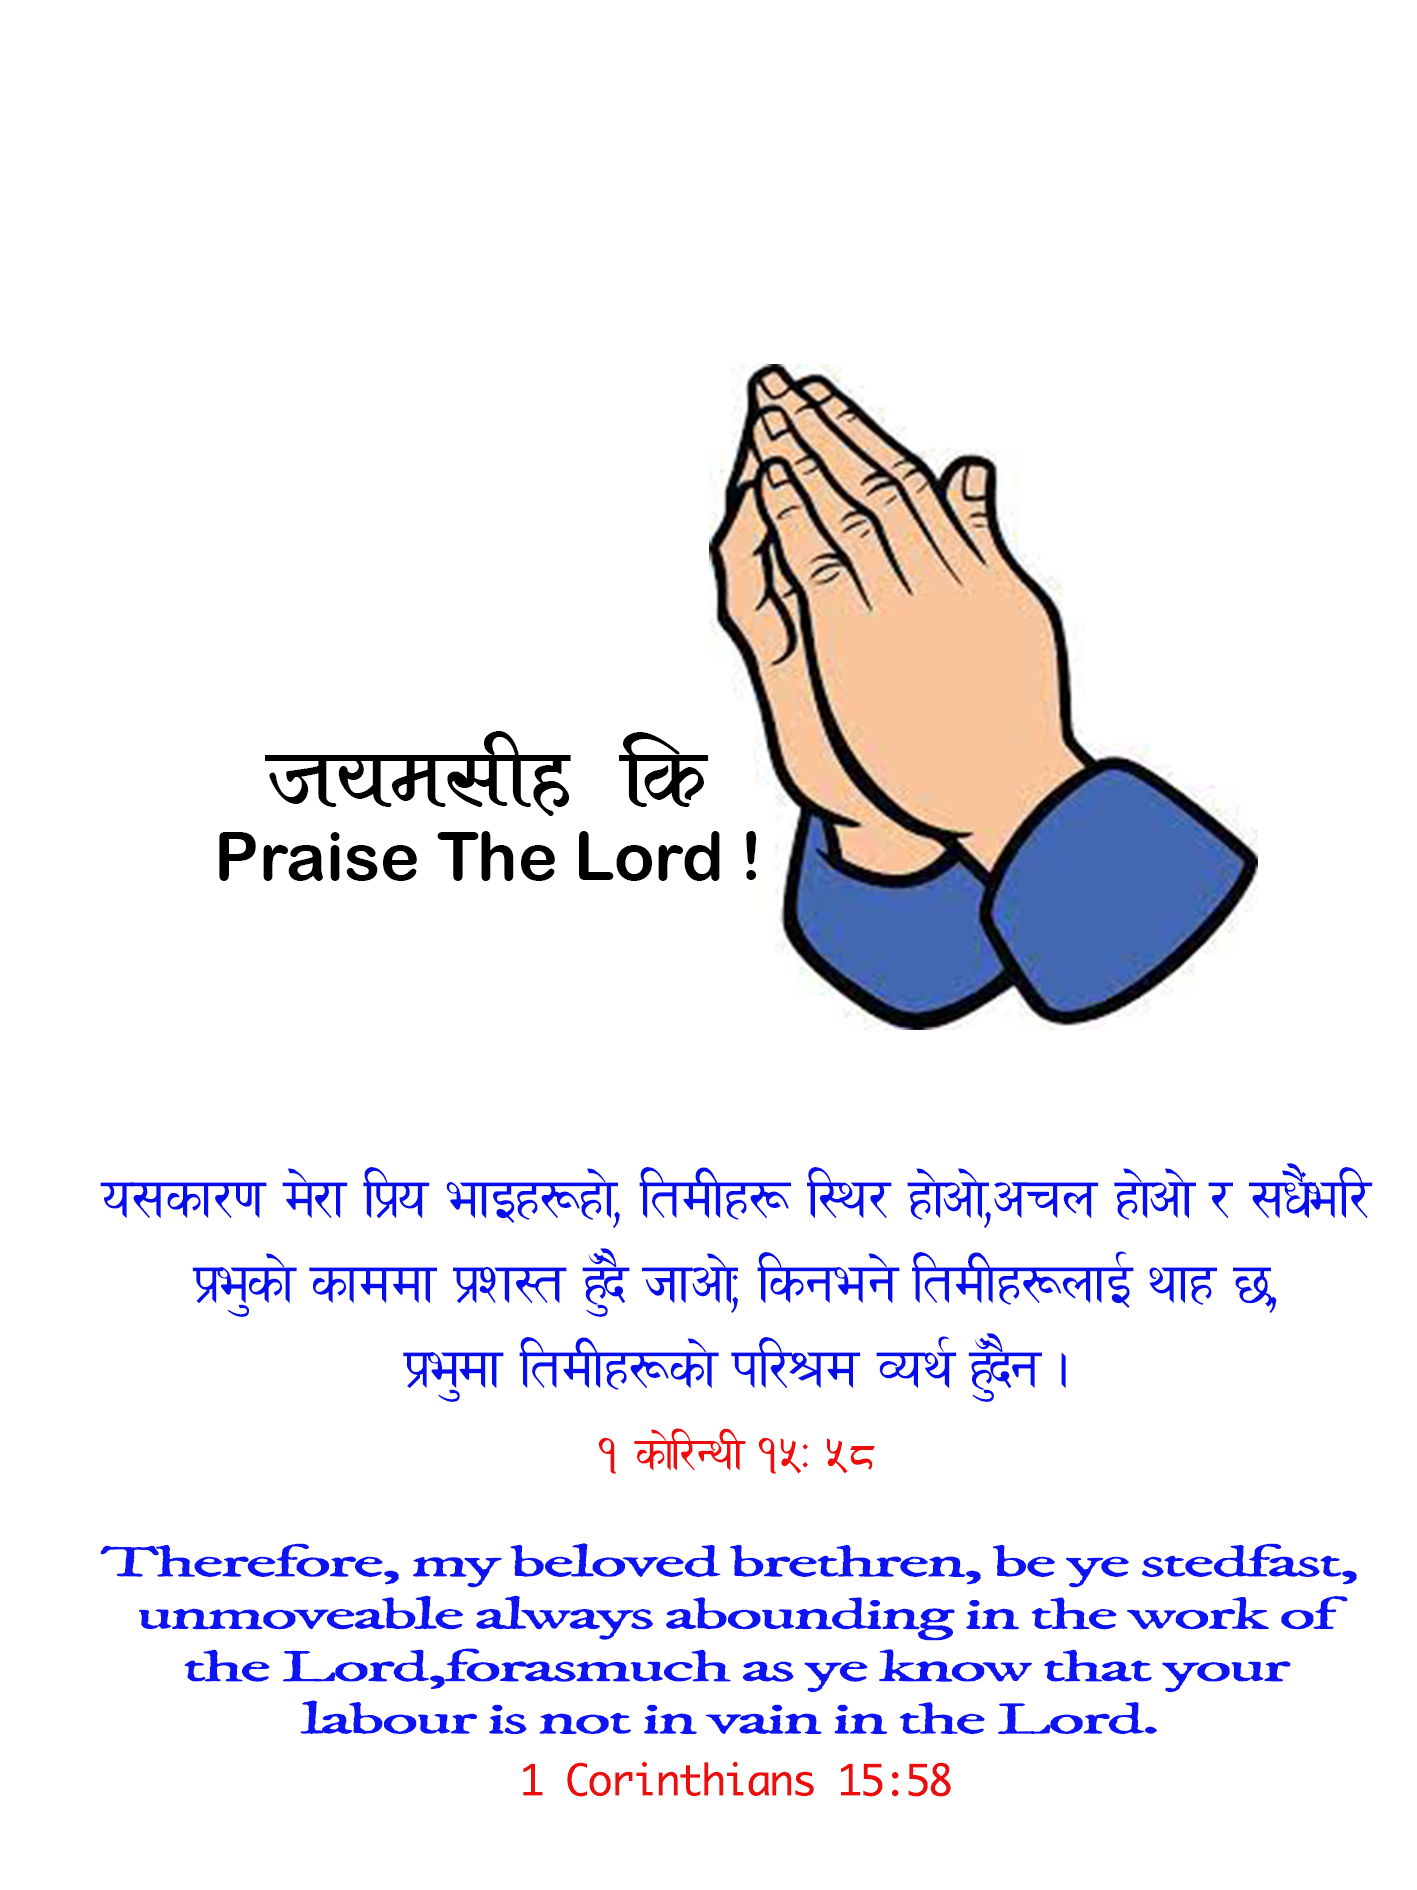 जयमसीह कि
Praise The Lord !
यसकारण मेरा प्रिय भाइहरूहो, तिमीहरू स्थिर होओ,अचल होओ र सधैंभरि
प्रभुको काममा प्रशस्त हुँदै जाओ; किनभने तिमीहरूलाई थाह छ,
प्रभुमा तिमीहरूको परिश्रम व्यर्थ हुँदैन ।
१ कोरिन्थी १५: ५८
Therefore, my beloved brethren, be ye stedfast,
unmoveable always abounding in the work of
the Lord,forasmuch as ye know that your
labour is not in vain in the Lord.
1 Corinthians 15:58